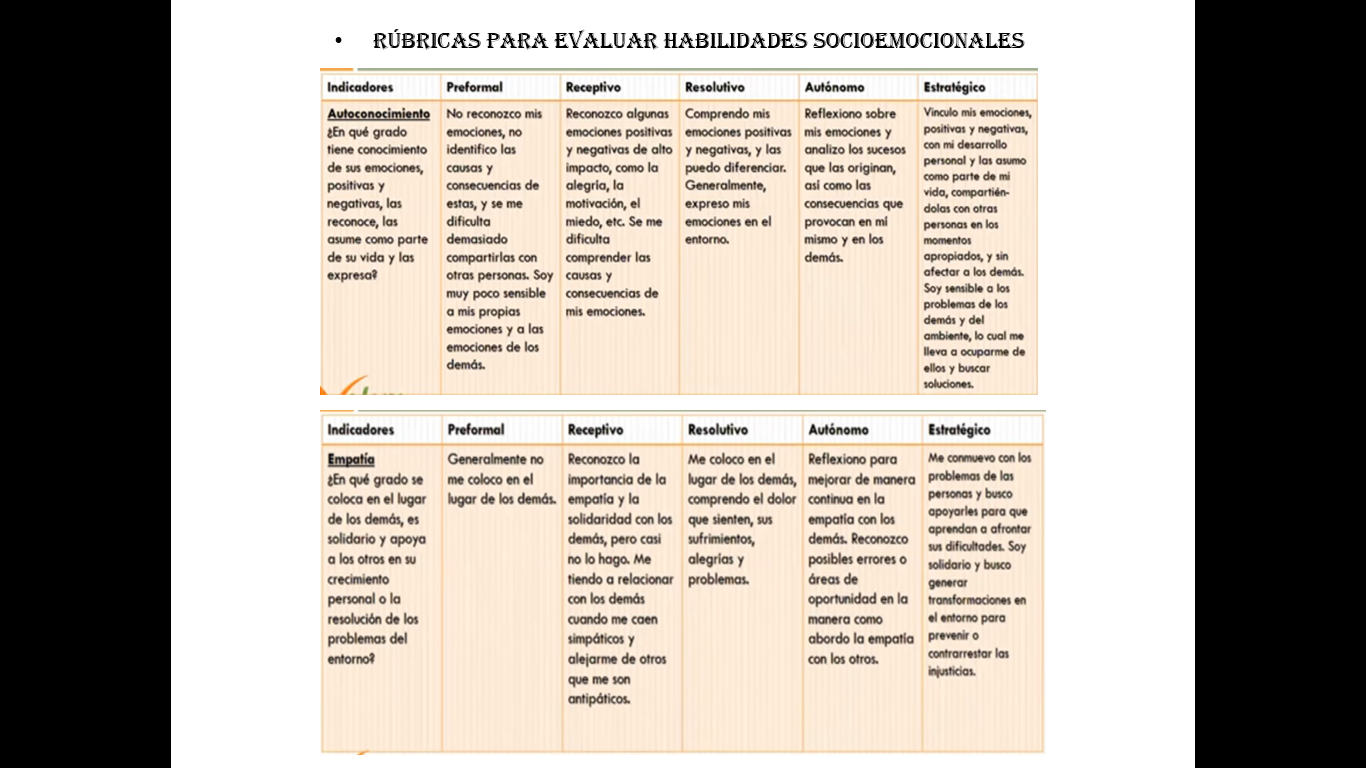 • RÚBRICAS PARA EVALUAR HABILIDADES SOCIOEMOCIONALES
Indicadores
Autoconocimiento
¿En qué grado
tiene conocimiento
de sus emociones,
positivas y
negativas, las
reconoce, las
asume como parte
de su vida y las
expresa?
Preformal
No reconozco mis
emociones, no
identifico las
causas y
consecuencias de
estas, y se me
dificulta
demasiado
compartirlas con
otras personas. Soy
muy poco sensible
a mis propias
emociones y a las
emociones de los
demás.
Receptivo
Reconozco algunas
emociones positivas
y negativas de alto
impacto, como la
alegría, la
motivación, el
miedo, etc. Se me
dificulta
comprender las
causas y
consecuencias de
mis emociones.
Resolutivo
Comprendo mis
emociones positivas
y negativas, y las
puedo diferenciar.
Generalmente,
expreso mis
emociones en el
entorno.
Autónomo
Reflexiono sobre
mis emociones y
analizo los sucesos
que las originan,
así como las
consecuencias que
provocan en mí
mismo y en los
demás.
Estratégico
Vinculo mis emociones,
positivas y negativas,
con mi desarrollo
personal y las asumo
como parte de mi
vida, compartién-
dolas con otras
personas en los
momentos
apropiados, y sin
afectar a los demás.
Soy sensible a los
problemas de los
demás y del
ambiente, lo cual me
lleva a ocuparme de
ellos y buscar
soluciones.
Indicadores
Empatía
¿En qué grado se
coloca en el lugar
de los demás, es
solidario y apoya
a los otros en su
crecimiento
personal o la
resolución de los
problemas del
entorno?
Preformal
Generalmente no
me coloco en el
lugar de los demás.
Receptivo
Reconozco la
importancia de la
empatía y la
solidaridad con los
demás, pero casi
no lo hago. Me
tiendo a relacionar
con los demás
cuando me caen
simpáticos y
alejarme de otros
que me son
antipáticos.
Resolutivo
Me coloco en el
lugar de los demás,
comprendo el dolor
que sienten, sus
sufrimientos,
alegrías y
problemas.
Autónomo
Reflexiono para
mejorar de manera
continua en la
empatía con los
demás. Reconozco
posibles errores o
áreas de
oportunidad en la
manera como
abordo la empatía
con los otros.
Estratégico
Me conmuevo con los
problemas de las
personas y busco
apoyarles para que
aprendan a afrontar
sus dificultades. Soy
solidario y busco
generar
transformaciones en
el entorno para
prevenir o
contrarrestar las
injusticias.